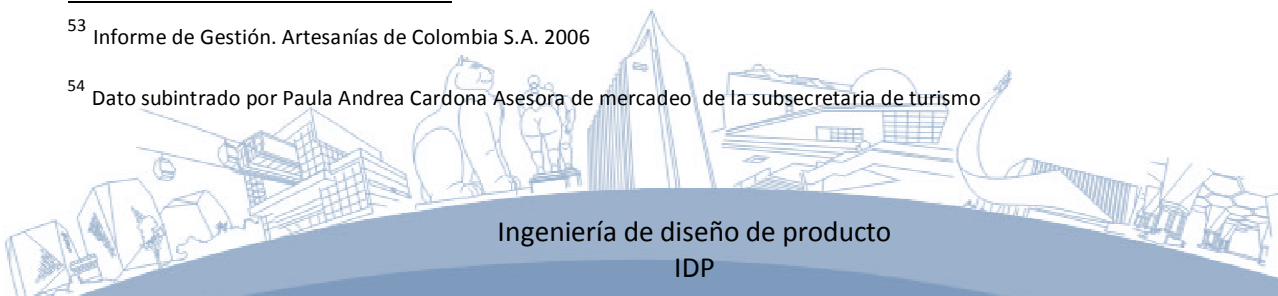 53 Informe de Gestión. Artesanías de Colombia S.A. 2006
54 Dato subintrado por Paula Andrea Cardona Asesora de mercadeo de la subsecretaria de turismo
Ingeniería de diseño de producto
IDP